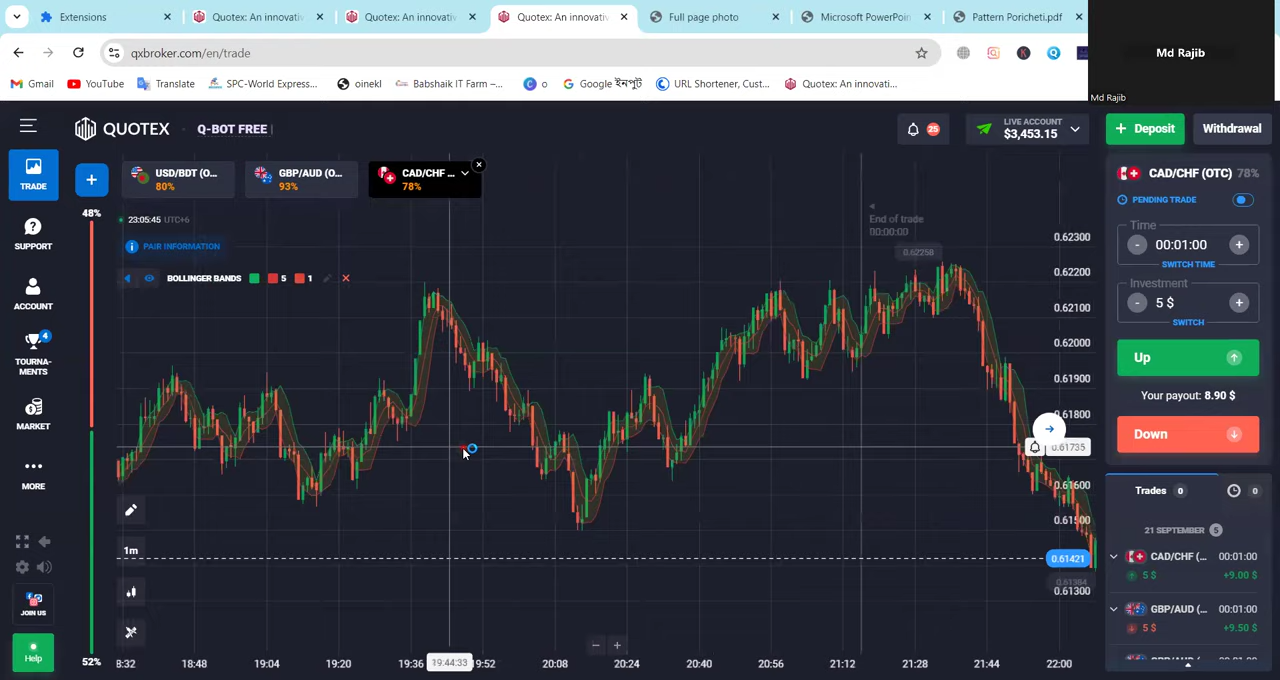 Extensions
Quotex: An innovati
Quotex: An innovati
Quotex: An innovati
Full page photo
Microsoft PowerPoin
Pattern Poricheti.pdf
Md Rajib
Md Rajib
qxbroker.com/en/trade
K
Q
Gmail
YouTube
Translate
SPC-World Express...
oinekl
Babshaik IT Farm –...
C
o
Google ইনপুট
URL Shortener, Cust...
Quotex: An innovati...
QUOTEX
Q-BOT FREE
25
LIVE ACCOUNT
$3,453.15
+ Deposit
Withdrawal
TRADE
+
USD/BDT (O...
80%
GBP/AUD (O...
93%
CAD/CHF ...
78%
CAD/CHF (OTC) 78%
PENDING TRADE
48%
23:05:45 UTC+6
End of trade
00:00:00
PAIR INFORMATION
BOLLINGER BANDS 5 1
SUPPORT
ACCOUNT
4
TOURNA-
MENTS
MARKET
MORE
JOIN US
Help
0.62258
0.62300
0.62200
0.62100
0.62000
0.61900
0.61800
0.61735
0.61600
0.61500
0.61421
0.61384
0.61300
Time
- 00:01:00 +
SWITCH TIME
Investment
- 5 $ +
SWITCH
Up
Your payout: 8.90 $
Down
Trades 0
0
21 SEPTEMBER 5
CAD/CHF (... 00:01:00
5 $ +9.00 $
GBP/AUD (... 00:01:00
5 $ +9.50 $
1m
− +
52%
8:32 18:48 19:04 19:20 19:36 19:44:33 9:52 20:08 20:24 20:40 20:56 21:12 21:28 21:44 22:00